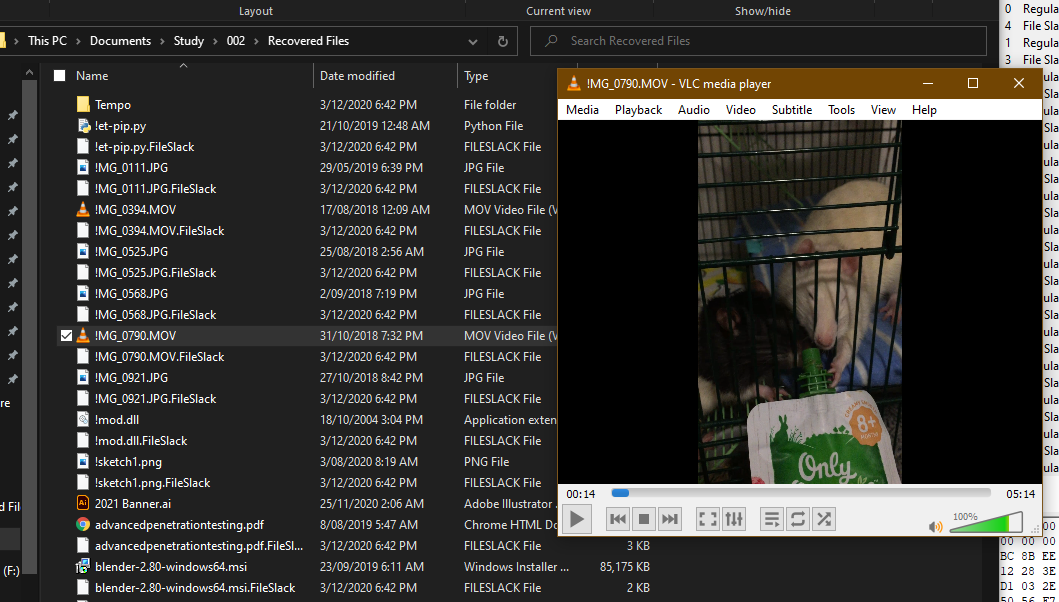 Layout Current view Show/hide
This PC > Documents > Study > 002 > Recovered Files Search Recovered Files
Name Date modified Type
Tempo 3/12/2020 6:42 PM File folder
!et-pip.py 21/10/2019 12:48 AM Python File
!et-pip.py.FileSlack 3/12/2020 6:42 PM FILESLACK File
!MG_0111.JPG 29/05/2019 6:39 PM JPG File
!MG_0111.JPG.FileSlack 3/12/2020 6:42 PM FILESLACK File
!MG_0394.MOV 17/08/2018 12:09 AM MOV Video File (V
!MG_0394.MOV.FileSlack 3/12/2020 6:42 PM FILESLACK File
!MG_0525.JPG 25/08/2018 2:56 AM JPG File
!MG_0525.JPG.FileSlack 3/12/2020 6:42 PM FILESLACK File
!MG_0568.JPG 2/09/2018 7:19 PM JPG File
!MG_0568.JPG.FileSlack 3/12/2020 6:42 PM FILESLACK File
!MG_0790.MOV 31/10/2018 7:32 PM MOV Video File (V
!MG_0790.MOV.FileSlack 3/12/2020 6:42 PM FILESLACK File
!MG_0921.JPG 27/10/2018 8:42 PM JPG File
!MG_0921.JPG.FileSlack 3/12/2020 6:42 PM FILESLACK File
!mod.dll 18/10/2004 3:04 PM Application exten
!mod.dll.FileSlack 3/12/2020 6:42 PM FILESLACK File
!sketch1.png 3/08/2020 8:19 AM PNG File
!sketch1.png.FileSlack 3/12/2020 6:42 PM FILESLACK File
2021 Banner.ai 25/11/2020 2:06 AM Adobe Illustrator
advancedpenetrationtesting.pdf 8/08/2019 5:47 AM Chrome HTML Do
advancedpenetrationtesting.pdf.FileSl... 3/12/2020 6:42 PM FILESLACK File 3 KB
blender-2.80-windows64.msi 23/09/2019 6:11 AM Windows Installer ... 85,175 KB
blender-2.80-windows64.msi.FileSlack 3/12/2020 6:42 PM FILESLACK File 2 KB
re
d Fil
(F:)
!MG_0790.MOV - VLC media player
Media Playback Audio Video Subtitle Tools View Help
8+
MONTHS
Only
00:14 05:14
100%
0 Regula
4 File Sla
1 Regula
3 File Sla
00
00 00 00
BC 8B EE
12 28 3E
D1 03 2E
50 56 F7